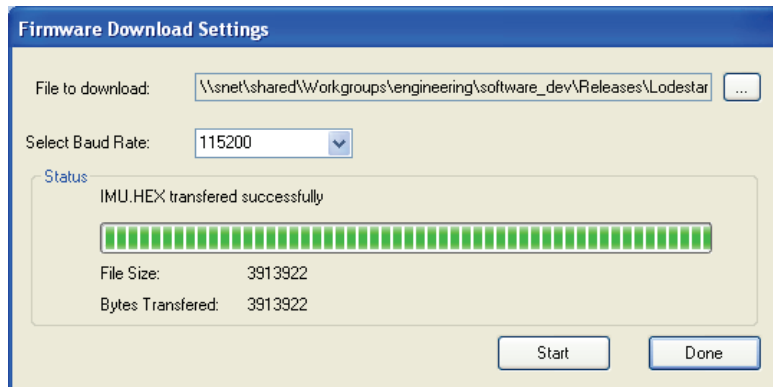 Firmware Download Settings
File to download: \\snet\shared\Workgroups\engineering\software_dev\Releases\Lodestar ...
Select Baud Rate: 115200
Status
IMU.HEX transfered successfully
File Size: 3913922
Bytes Transfered: 3913922
Start Done